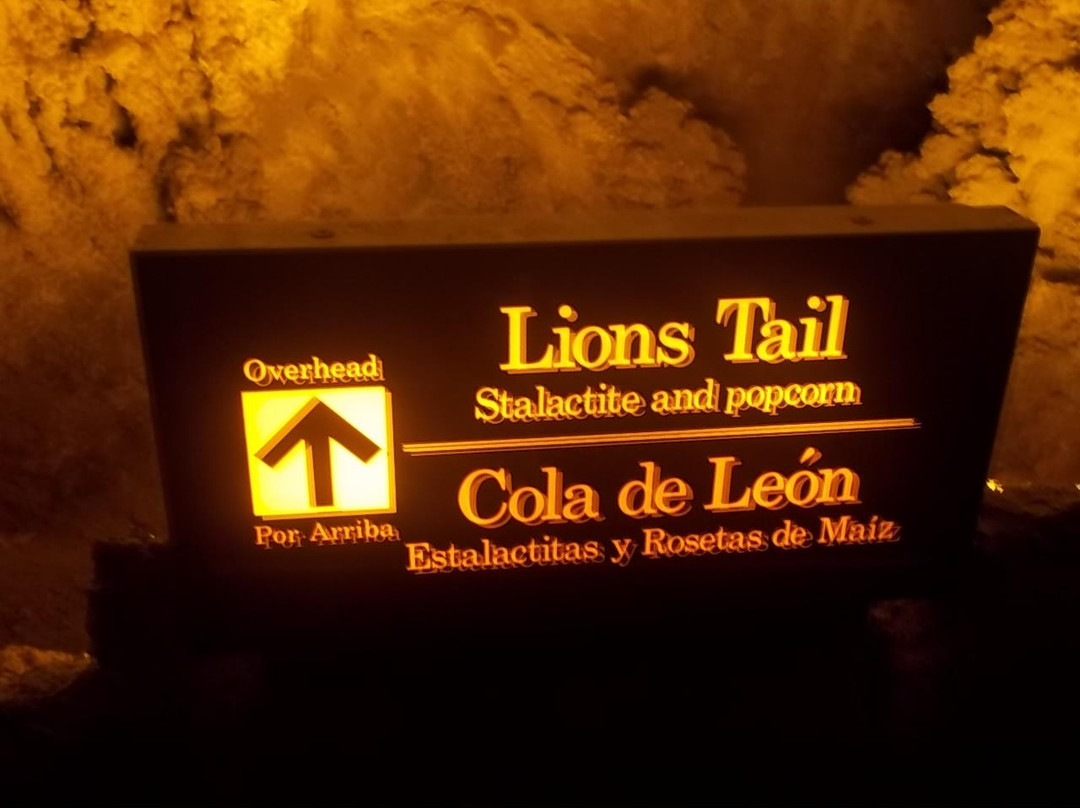 Overhead
Por Arriba
Lions Tail
Stalactite and popcorn
Cola de León
Estalactitas y Rosetas de Maíz